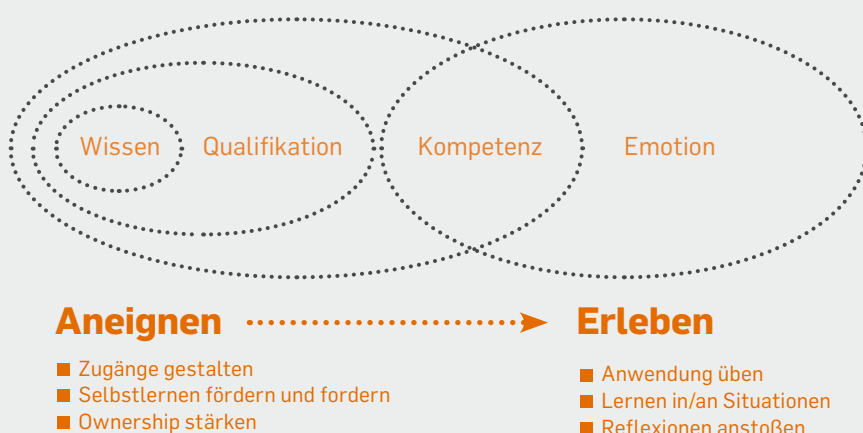 Wissen Qualifikation Kompetenz Emotion
Aneignen
Zugänge gestalten
Selbstlernen fördern und fordern
Ownership stärken
Erleben
Anwendung üben
Lernen in/an Situationen
Reflexionen anstoßen